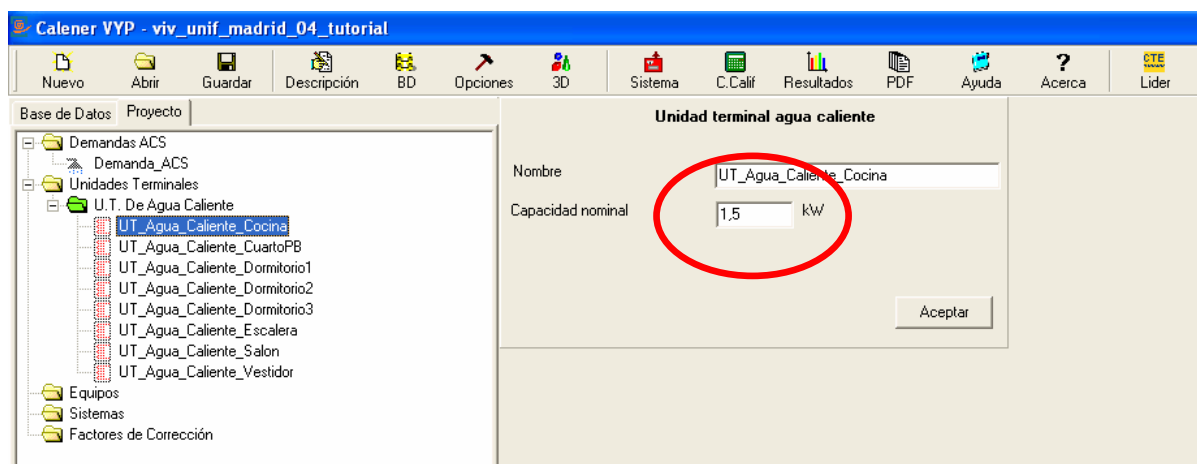 Calener VYP - viv_unif_madrid_04_tutorial
Nuevo Abrir Guardar Descripción BD Opciones 3D Sistema C.Calif Resultados PDF Ayuda Acerca CTE Lider
Base de Datos Proyecto
Demandas ACS
Demanda_ACS
Unidades Terminales
U.T. De Agua Caliente
UT_Agua_Caliente_Cocina
UT_Agua_Caliente_CuartoPB
UT_Agua_Caliente_Dormitorio1
UT_Agua_Caliente_Dormitorio2
UT_Agua_Caliente_Dormitorio3
UT_Agua_Caliente_Escalera
UT_Agua_Caliente_Salon
UT_Agua_Caliente_Vestidor
Equipos
Sistemas
Factores de Corrección
Unidad terminal agua caliente
Nombre UT_Agua_Caliente_Cocina
Capacidad nominal 1,5 kW
Aceptar